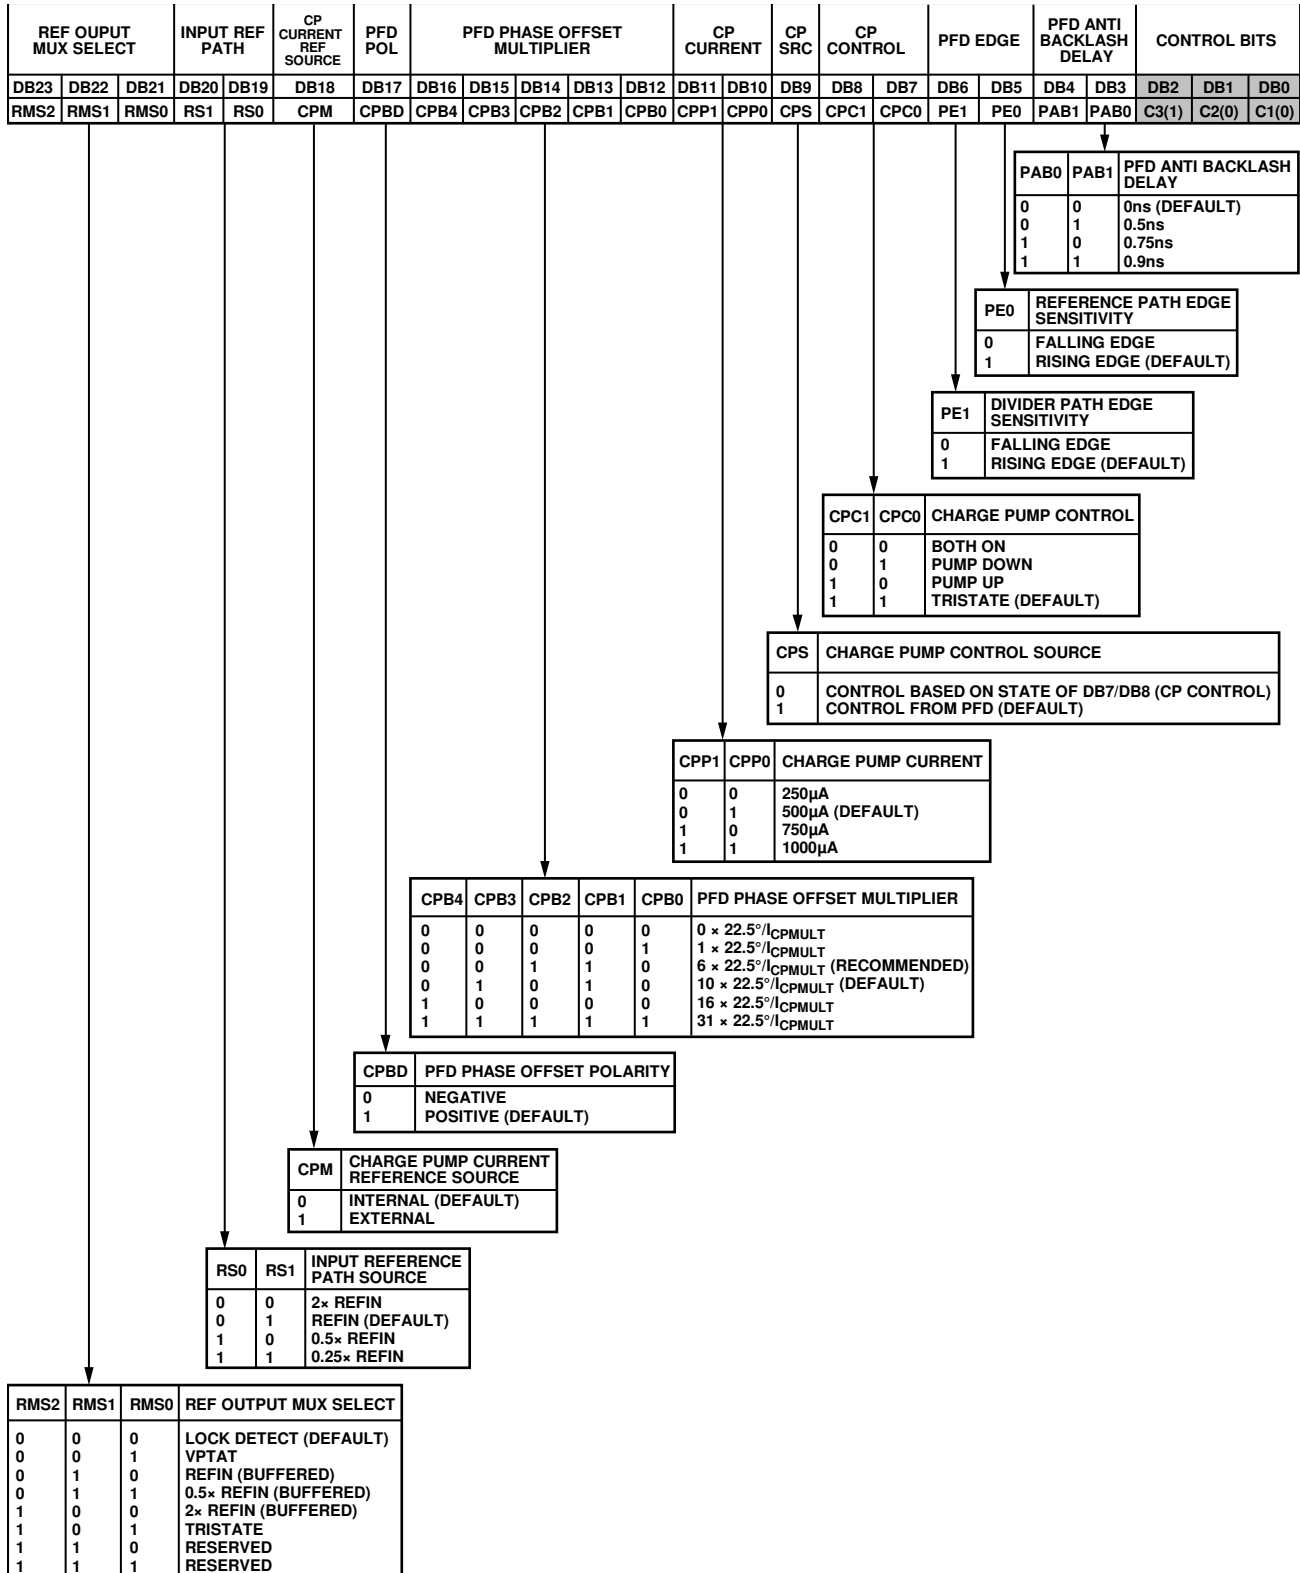 REF OUPUT MUX SELECT | INPUT REF PATH | CP CURRENT REF SOURCE | PFD POL | PFD PHASE OFFSET MULTIPLIER | CP CURRENT | CP SRC | CP CONTROL | PFD EDGE | PFD ANTI BACKLASH DELAY | CONTROL BITS
DB23 DB22 DB21 DB20 DB19 DB18 DB17 DB16 DB15 DB14 DB13 DB12 DB11 DB10 DB9 DB8 DB7 DB6 DB5 DB4 DB3 DB2 DB1 DB0
RMS2 RMS1 RMS0 RS1 RS0 CPM CPBD CPB4 CPB3 CPB2 CPB1 CPB0 CPP1 CPP0 CPS CPC1 CPC0 PE1 PE0 PAB1 PAB0 C3(1) C2(0) C1(0)
PAB0 PAB1 PFD ANTI BACKLASH DELAY
0 0 0ns (DEFAULT)
0 1 0.5ns
1 0 0.75ns
1 1 0.9ns
PE0 REFERENCE PATH EDGE SENSITIVITY
0 FALLING EDGE
1 RISING EDGE (DEFAULT)
PE1 DIVIDER PATH EDGE SENSITIVITY
0 FALLING EDGE
1 RISING EDGE (DEFAULT)
CPC1 CPC0 CHARGE PUMP CONTROL
0 0 BOTH ON
0 1 PUMP DOWN
1 0 PUMP UP
1 1 TRISTATE (DEFAULT)
CPS CHARGE PUMP CONTROL SOURCE
0 CONTROL BASED ON STATE OF DB7/DB8 (CP CONTROL)
1 CONTROL FROM PFD (DEFAULT)
CPP1 CPP0 CHARGE PUMP CURRENT
0 0 250µA
0 1 500µA (DEFAULT)
1 0 750µA
1 1 1000µA
CPB4 CPB3 CPB2 CPB1 CPB0 PFD PHASE OFFSET MULTIPLIER
0 0 0 0 0 0 × 22.5°/ICPMULT
0 0 0 0 1 1 × 22.5°/ICPMULT
0 0 1 1 0 6 × 22.5°/ICPMULT (RECOMMENDED)
0 1 0 1 0 10 × 22.5°/ICPMULT (DEFAULT)
1 0 0 0 0 16 × 22.5°/ICPMULT
1 1 1 1 1 31 × 22.5°/ICPMULT
CPBD PFD PHASE OFFSET POLARITY
0 NEGATIVE
1 POSITIVE (DEFAULT)
CPM CHARGE PUMP CURRENT REFERENCE SOURCE
0 INTERNAL (DEFAULT)
1 EXTERNAL
RS0 RS1 INPUT REFERENCE PATH SOURCE
0 0 2× REFIN
0 1 REFIN (DEFAULT)
1 0 0.5× REFIN
1 1 0.25× REFIN
RMS2 RMS1 RMS0 REF OUTPUT MUX SELECT
0 0 0 LOCK DETECT (DEFAULT)
0 0 1 VPTAT
0 1 0 REFIN (BUFFERED)
0 1 1 0.5× REFIN (BUFFERED)
1 0 0 2× REFIN (BUFFERED)
1 0 1 TRISTATE
1 1 0 RESERVED
1 1 1 RESERVED